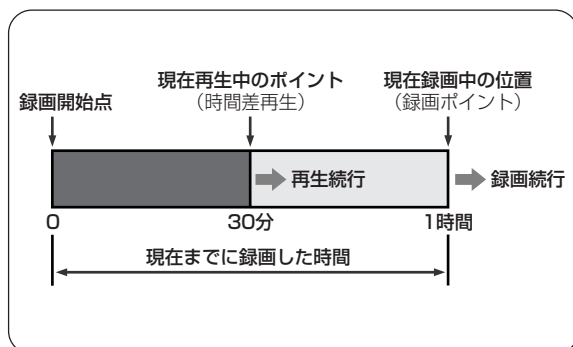 録画開始点
現在再生中のポイント
（時間差再生）
現在録画中の位置
（録画ポイント）
再生続行
録画続行
0
30分
1時間
現在までに録画した時間